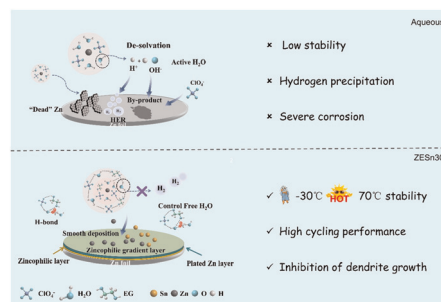 Aqueous
De-solvation
Active H₂O
H⁺
OH⁻
ClO₄⁻
"Dead" Zn
By-product
HER
× Low stability
× Hydrogen precipitation
× Severe corrosion
ZESn30
H₂
H-bond
Control Free H₂O
Smooth deposition
Zincophilic gradient layer
Zincophilic layer
Plated Zn layer
✓ -30℃ HOT 70℃ stability
✓ High cycling performance
✓ Inhibition of dendrite growth
ClO₄⁻ H₂O EG Sn Zn O H